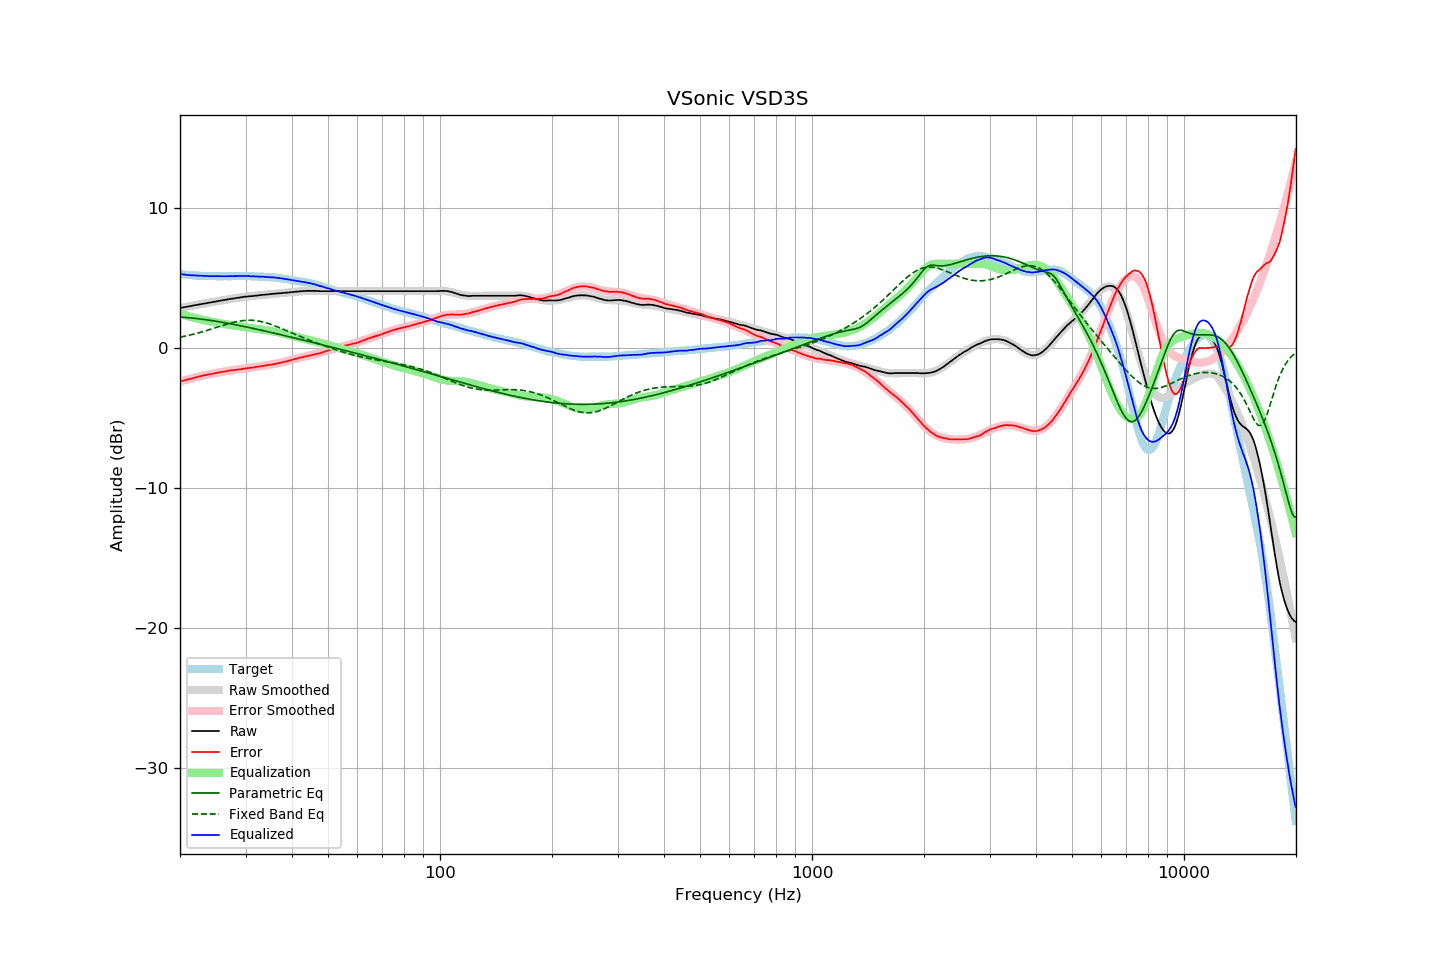 VSonic VSD3S
10
0
−10
−20
−30
Amplitude (dBr)
Target
Raw Smoothed
Error Smoothed
Raw
Error
Equalization
Parametric Eq
Fixed Band Eq
Equalized
100
1000
10000
Frequency (Hz)